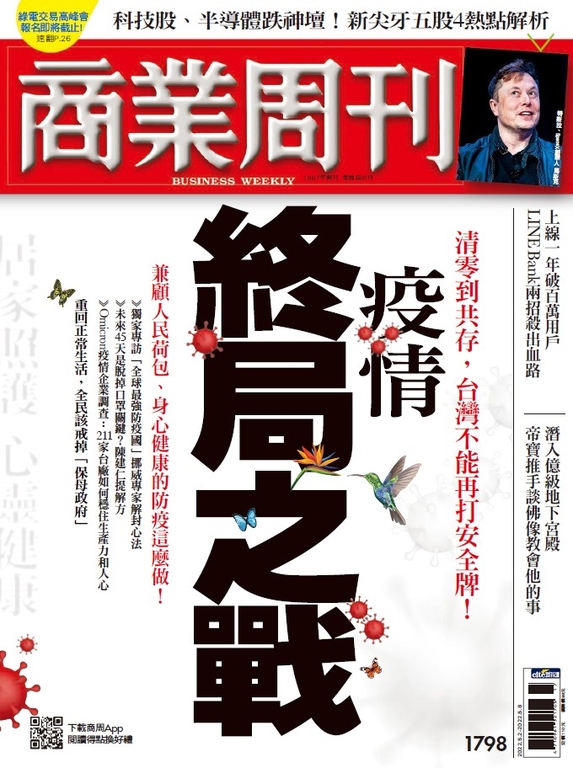 綠電交易高峰會
報名即將截止!
速翻P.26
科技股、半導體跌神壇!新尖牙五股4熱點解析
商業周刊
BUSINESS WEEKLY
上線一年破百萬用戶
LINE Bank兩招殺出血路
潛入億級地下宮殿
帝寶推手談佛像教會他的事
清零到共存,台灣不能再打安全牌!
疫情
終局之戰
兼顧人民荷包、身心健康的防疫這麼做!
》獨家專訪「全球最強防疫國」挪威專家解封心法
》未來45天是脫掉口罩關鍵?陳建仁提解方
》Omicron疫情企業調查:211家台廠如何穩住生產力和人心
重回正常生活,全民該戒掉「保母政府」
居家照護 心靈健康
下載商周App
閱讀得點換好禮
1798
2022.5.2-2022.5.8